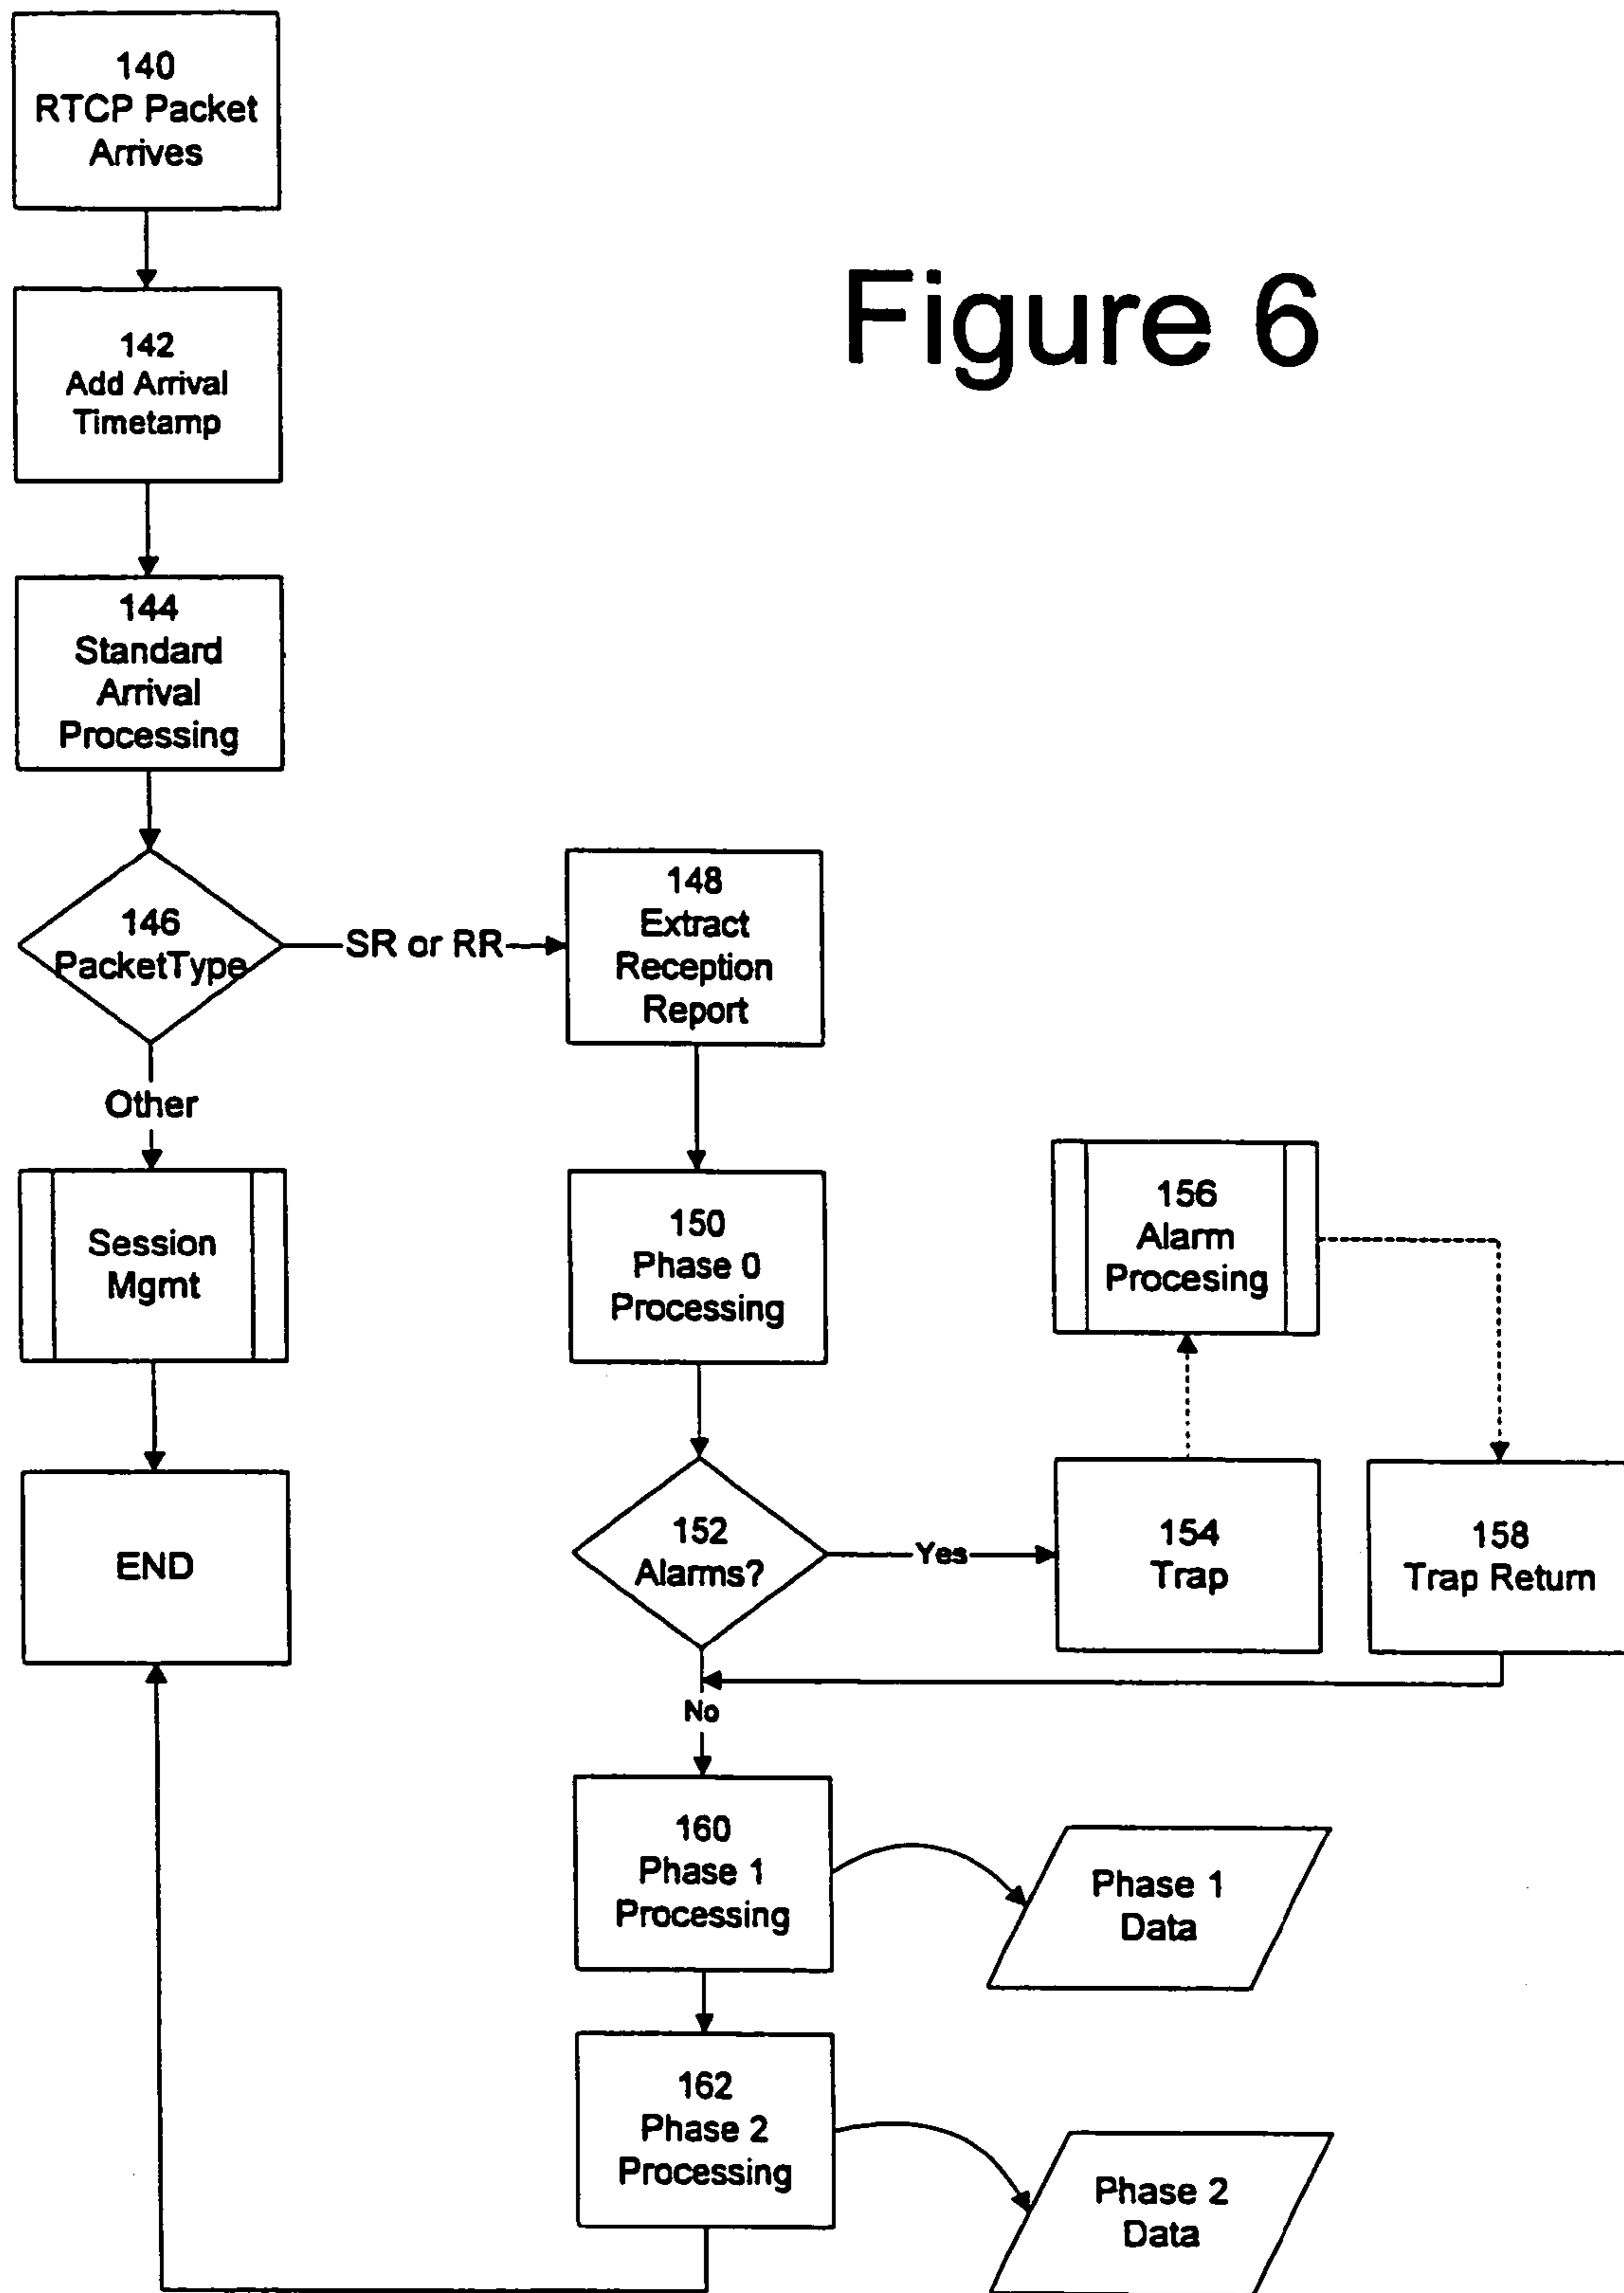 140
RTCP Packet
Arrives
Figure 6
142
Add Arrival
Timetamp
144
Standard
Arrival
Processing
146
PacketType
SR or RR
148
Extract
Reception
Report
Other
Session
Mgmt
150
Phase 0
Processing
156
Alarm
Procesing
END
152
Alarms?
Yes
154
Trap
158
Trap Return
No
160
Phase 1
Processing
Phase 1
Data
162
Phase 2
Processing
Phase 2
Data